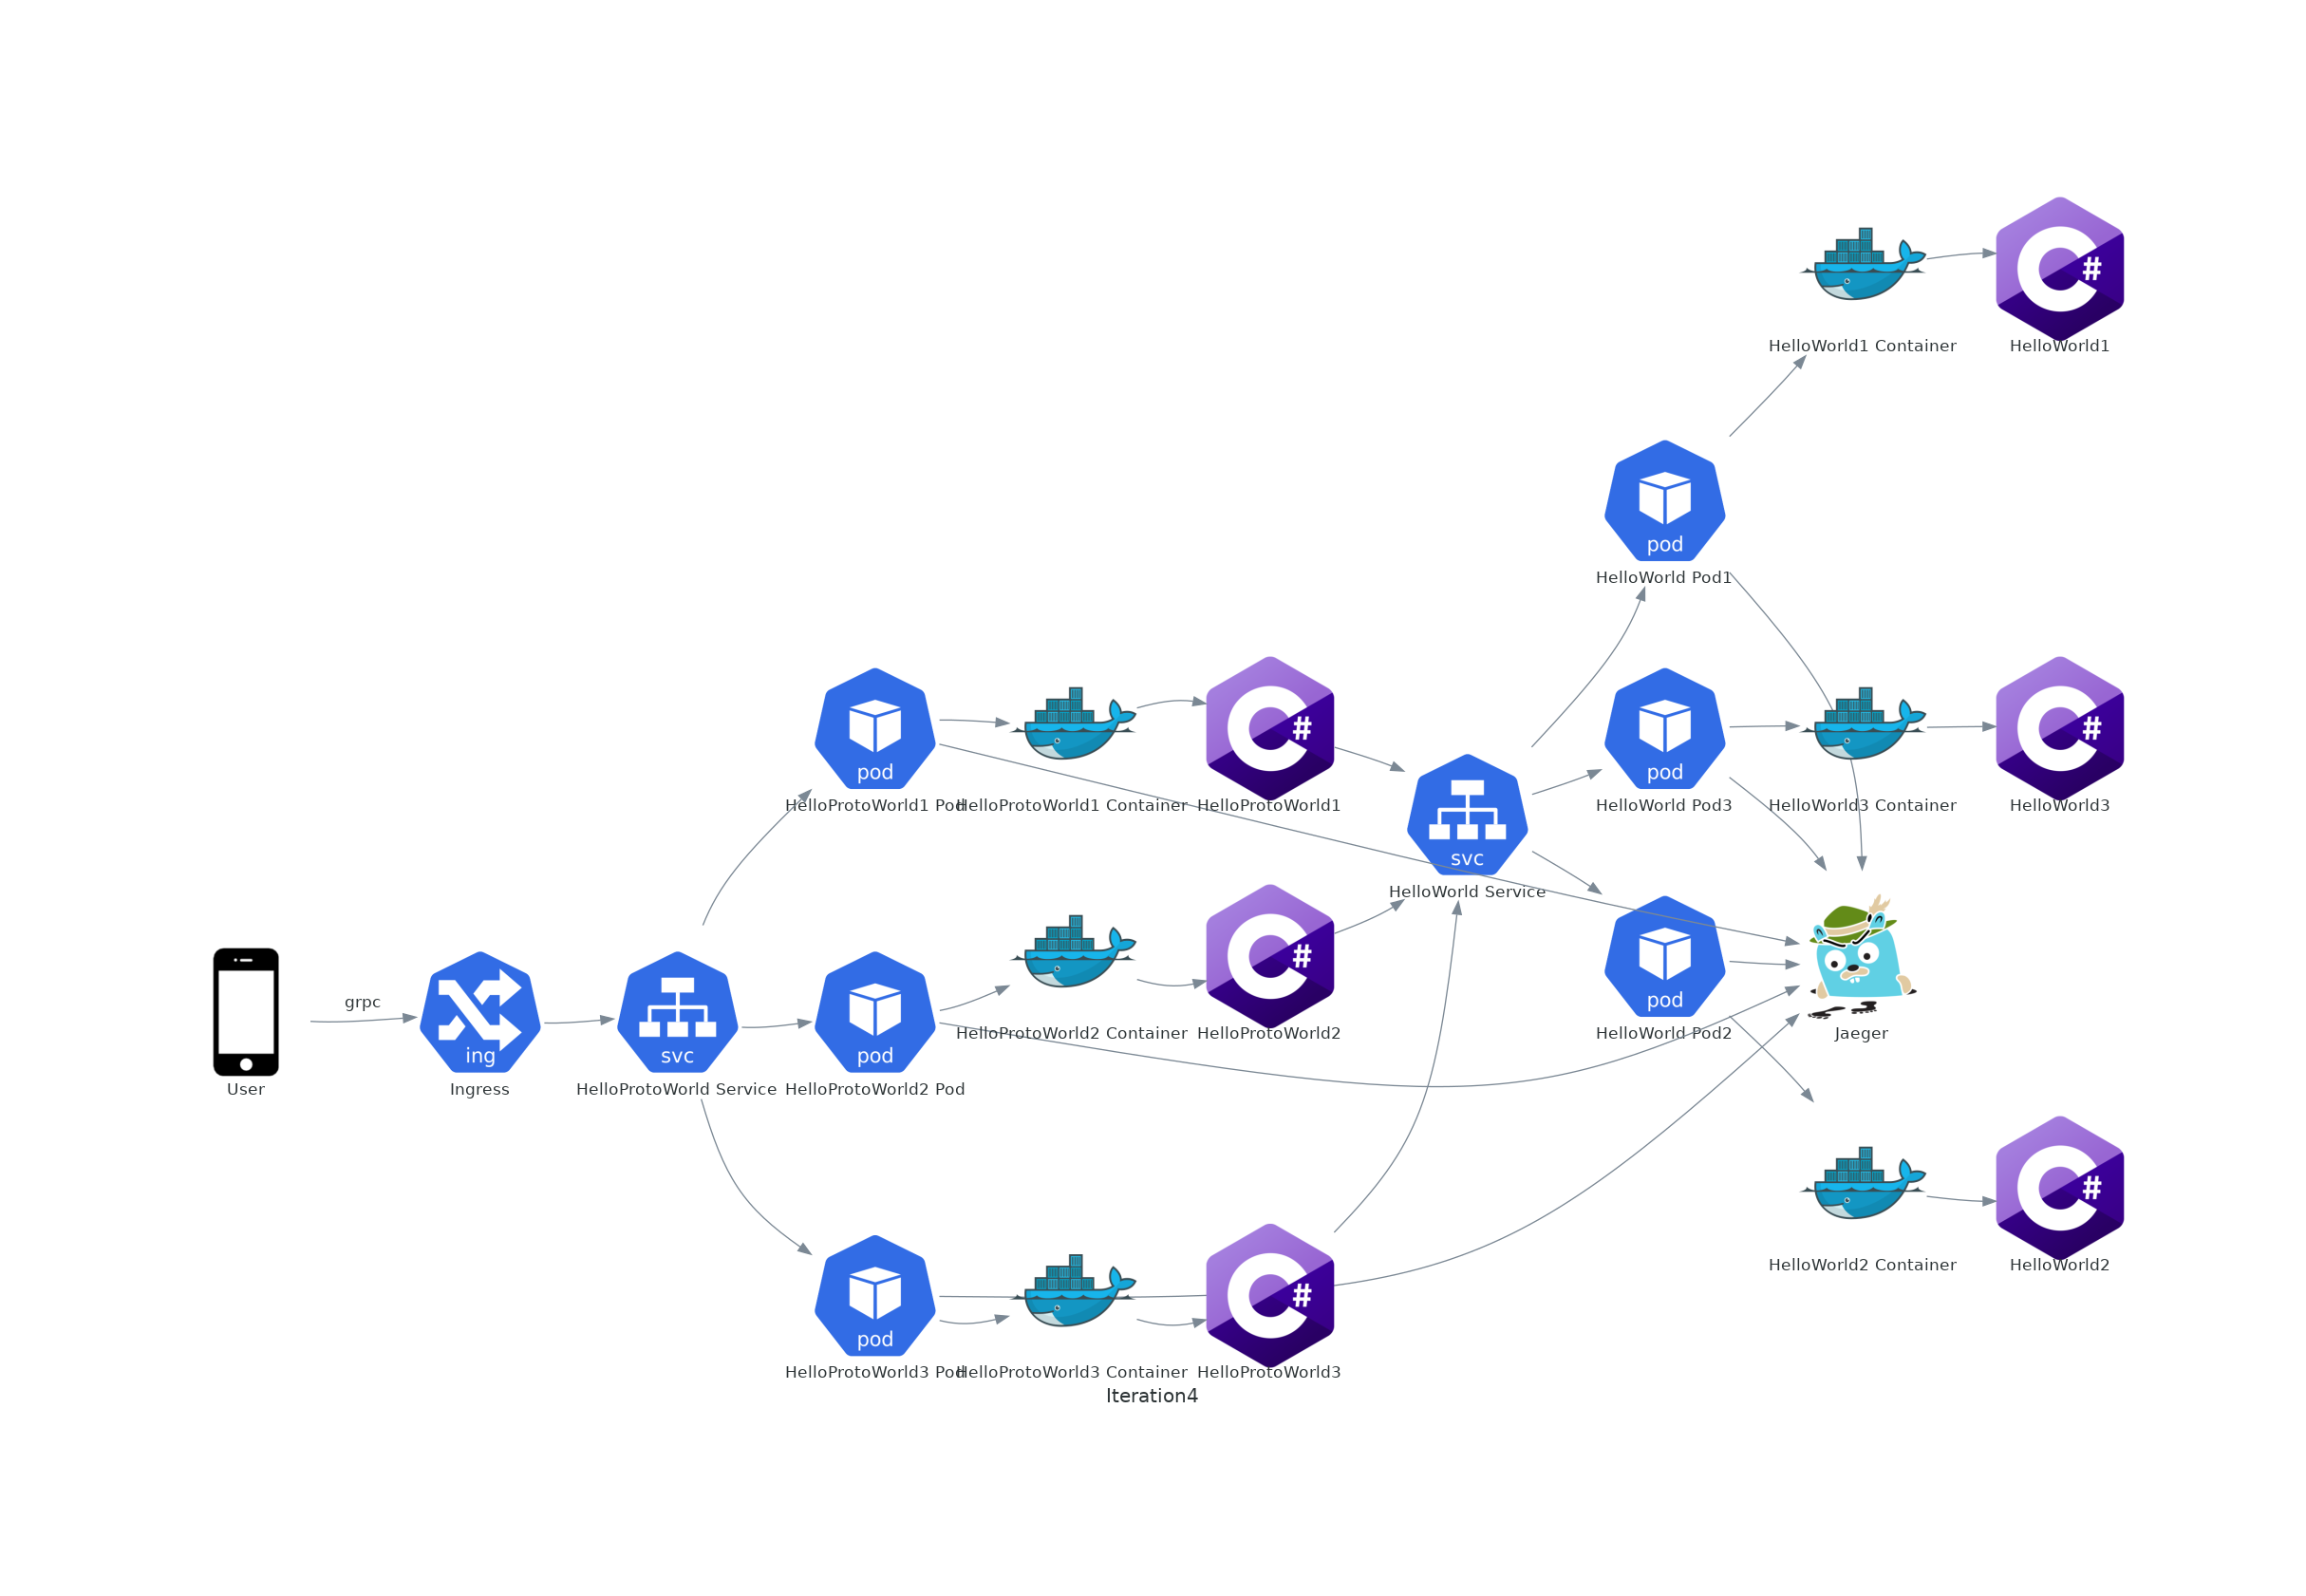 #
HelloWorld1 Container
HelloWorld1
pod
HelloWorld Pod1
pod
HelloProtoWorld1 Pod
HelloProtoWorld1 Container
#
HelloProtoWorld1
pod
HelloWorld Pod3
HelloWorld3 Container
#
HelloWorld3
svc
HelloWorld Service
grpc
User
ing
Ingress
svc
HelloProtoWorld Service
pod
HelloProtoWorld2 Pod
HelloProtoWorld2 Container
#
HelloProtoWorld2
pod
HelloWorld Pod2
Jaeger
HelloWorld2 Container
#
HelloWorld2
pod
HelloProtoWorld3 Pod
HelloProtoWorld3 Container
#
HelloProtoWorld3
Iteration4